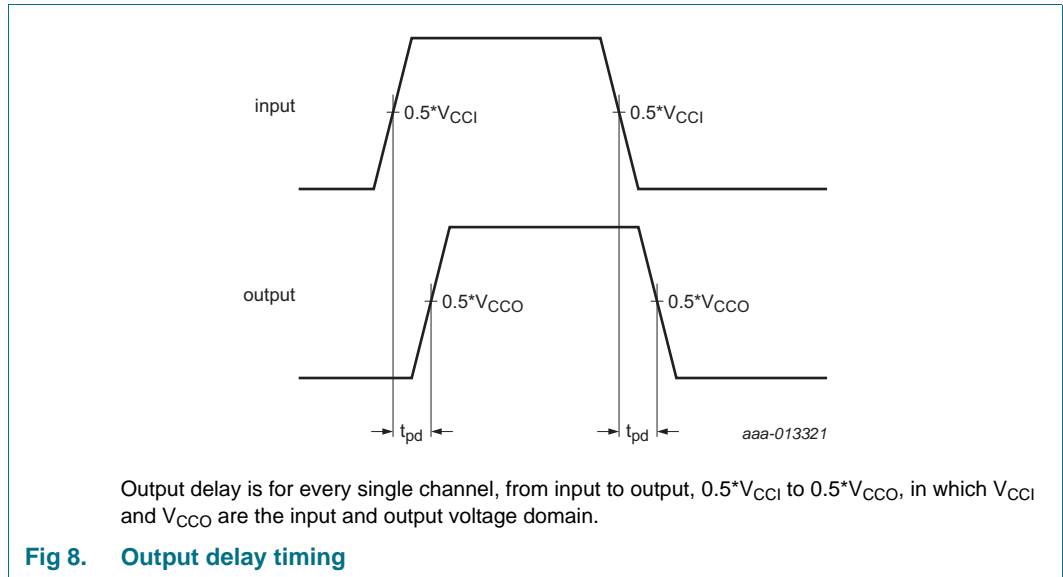 input
0.5*VCCI
0.5*VCCI
output
0.5*VCCO
0.5*VCCO
tpd
tpd
aaa-013321
Output delay is for every single channel, from input to output, 0.5*VCCI to 0.5*VCCO, in which VCCI
and VCCO are the input and output voltage domain.
Fig 8. Output delay timing